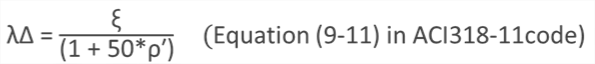 λΔ = ξ / (1 + 50*ρ′) (Equation (9-11) in ACI318-11code)